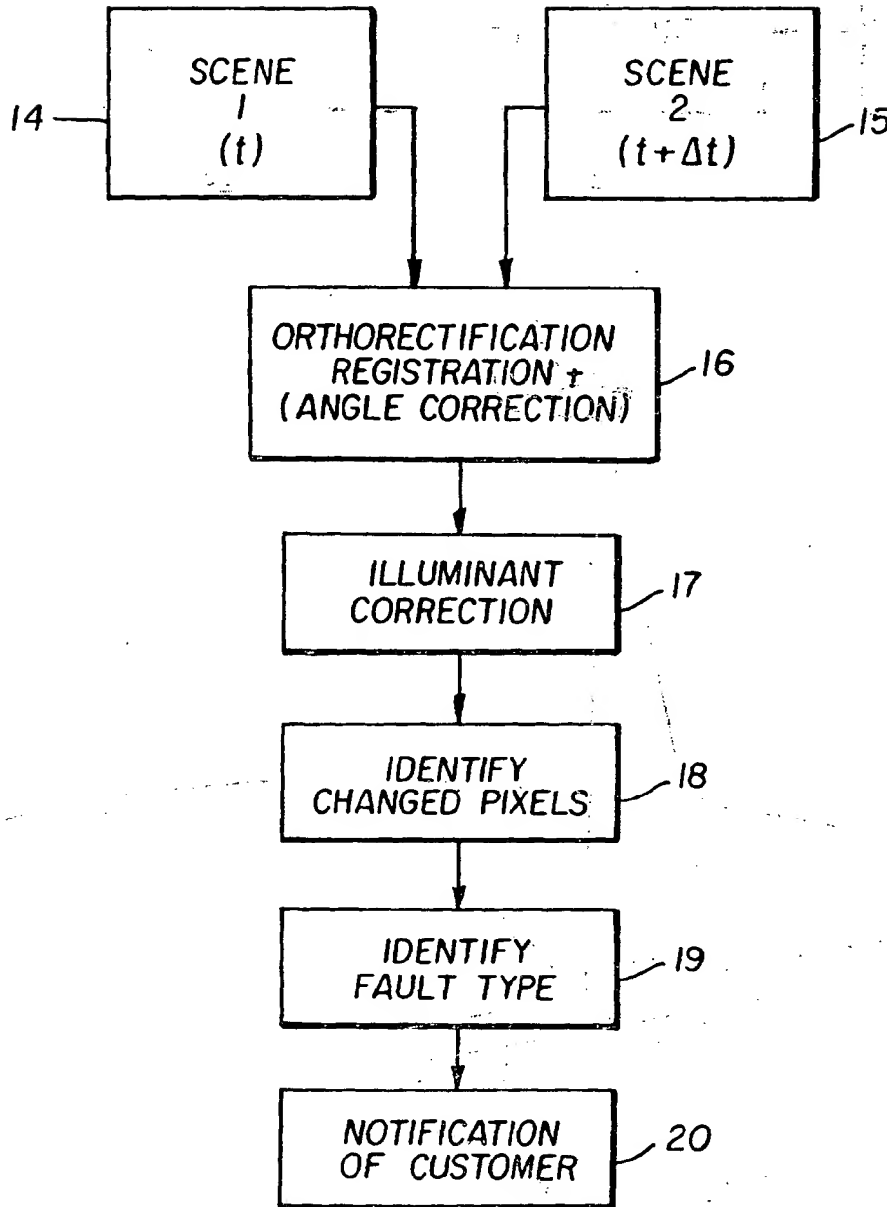 SCENE
1
(t)
14
SCENE
2
(t + Δt)
15
ORTHORECTIFICATION
REGISTRATION +
(ANGLE CORRECTION)
16
ILLUMINANT
CORRECTION
17
IDENTIFY
CHANGED PIXELS
18
IDENTIFY
FAULT TYPE
19
NOTIFICATION
OF CUSTOMER
20